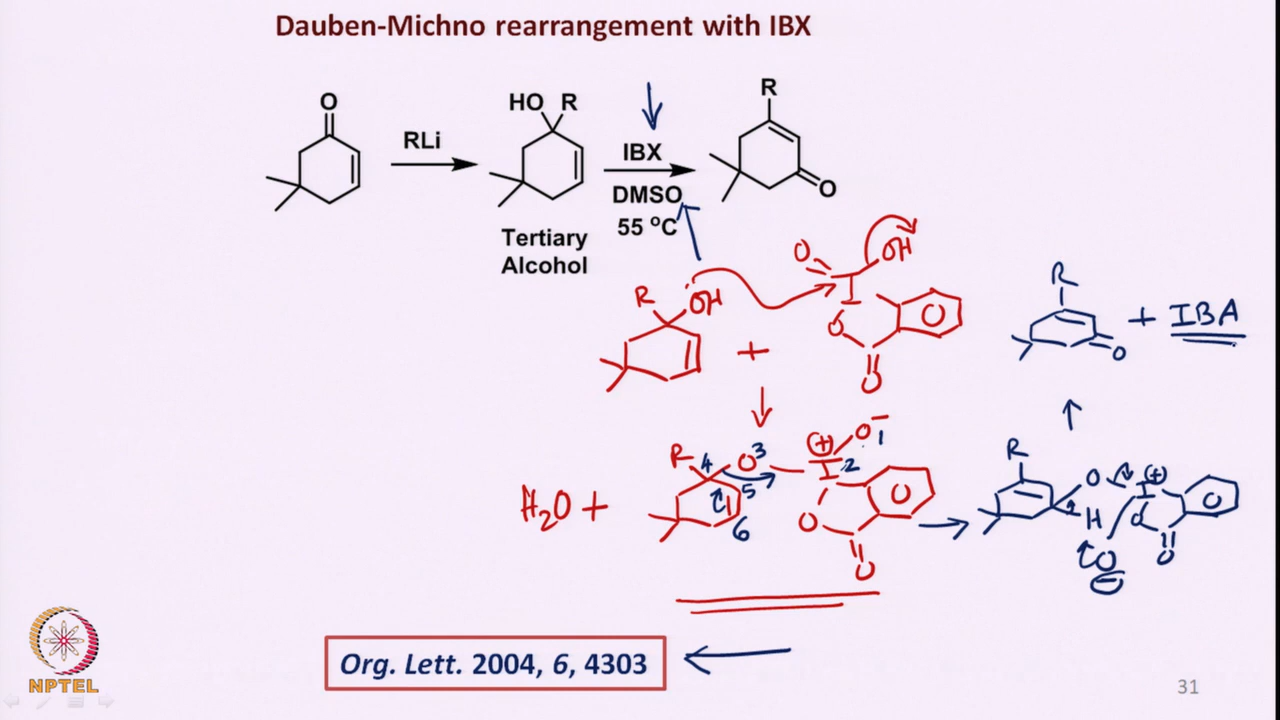 Dauben-Michno rearrangement with IBX
O
RLi
HO R
IBX
DMSO
55 °C
R
O
Tertiary
Alcohol
R OH
+
O OH
I
O
O
O
R
+ IBA
O
H2O +
R 4 O 3 I 2 ⊕ O⁻ 1
5
6
O
O
O
R
O I ⊕
H
O
O
O
O ⊖
Org. Lett. 2004, 6, 4303
NPTEL
31